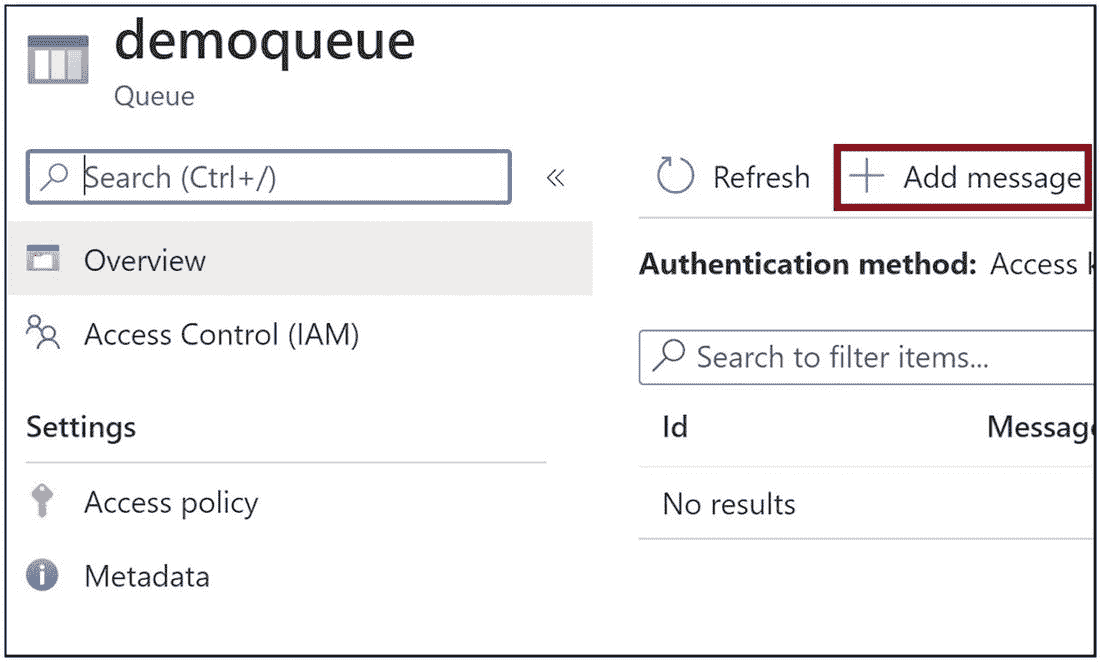 demoqueue
Queue
Search (Ctrl+/)
«
Overview
Access Control (IAM)
Settings
Access policy
Metadata
Refresh
+ Add message
Authentication method: Access
Search to filter items...
Id
No results